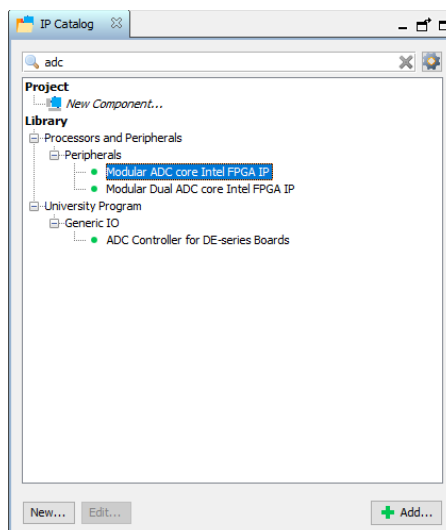 IP Catalog
adc
Project
New Component...
Library
Processors and Peripherals
Peripherals
Modular ADC core Intel FPGA IP
Modular Dual ADC core Intel FPGA IP
University Program
Generic IO
ADC Controller for DE-series Boards
New... Edit... Add...